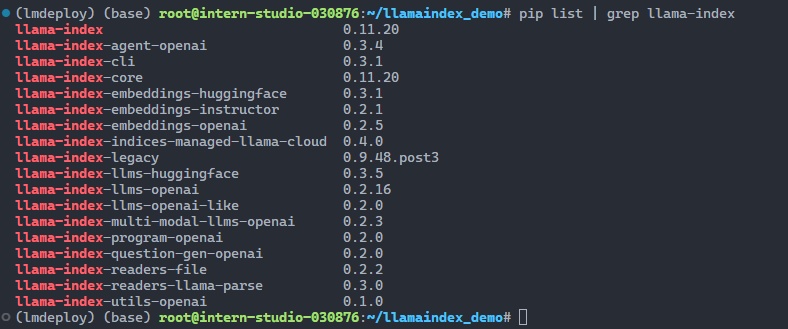 (lmdeploy) (base) root@intern-studio-030876:~/llamaindex_demo# pip list | grep llama-index
llama-index 0.11.20
llama-index-agent-openai 0.3.4
llama-index-cli 0.3.1
llama-index-core 0.11.20
llama-index-embeddings-huggingface 0.3.1
llama-index-embeddings-instructor 0.2.1
llama-index-embeddings-openai 0.2.5
llama-index-indices-managed-llama-cloud 0.4.0
llama-index-legacy 0.9.48.post3
llama-index-llms-huggingface 0.3.5
llama-index-llms-openai 0.2.16
llama-index-llms-openai-like 0.2.0
llama-index-multi-modal-llms-openai 0.2.3
llama-index-program-openai 0.2.0
llama-index-question-gen-openai 0.2.0
llama-index-readers-file 0.2.2
llama-index-readers-llama-parse 0.3.0
llama-index-utils-openai 0.1.0
(lmdeploy) (base) root@intern-studio-030876:~/llamaindex_demo#